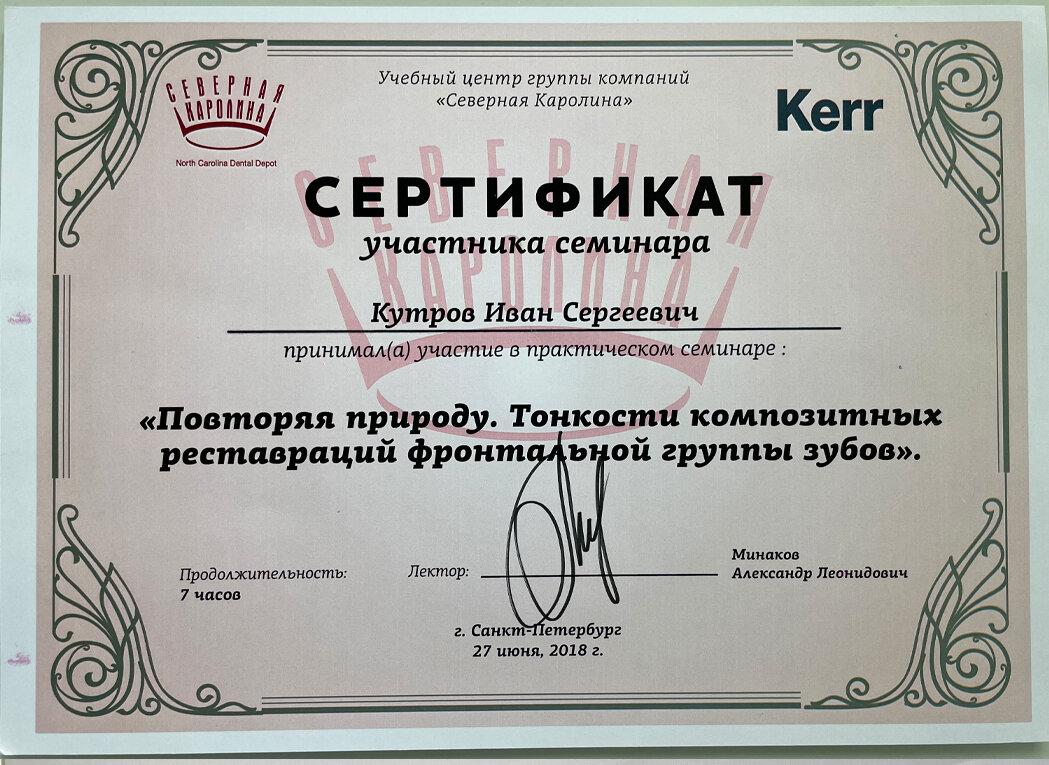 СЕВЕРНАЯ
КАРОЛИНА
North Carolina Dental Depot
Учебный центр группы компаний
«Северная Каролина»
Kerr
СЕВЕРНАЯ
КАРОЛИНА
СЕРТИФИКАТ
участника семинара
Кутров Иван Сергеевич
принимал(а) участие в практическом семинаре :
«Повторяя природу. Тонкости композитных
реставраций фронтальной группы зубов».
Продолжительность:
7 часов
Лектор:
Минаков
Александр Леонидович
г. Санкт-Петербург
27 июня, 2018 г.